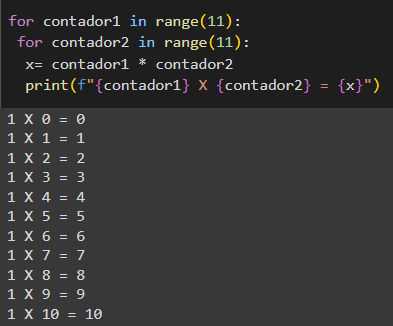 for contador1 in range(11):
 for contador2 in range(11):
  x= contador1 * contador2
  print(f"{contador1} X {contador2} = {x}")
1 X 0 = 0
1 X 1 = 1
1 X 2 = 2
1 X 3 = 3
1 X 4 = 4
1 X 5 = 5
1 X 6 = 6
1 X 7 = 7
1 X 8 = 8
1 X 9 = 9
1 X 10 = 10